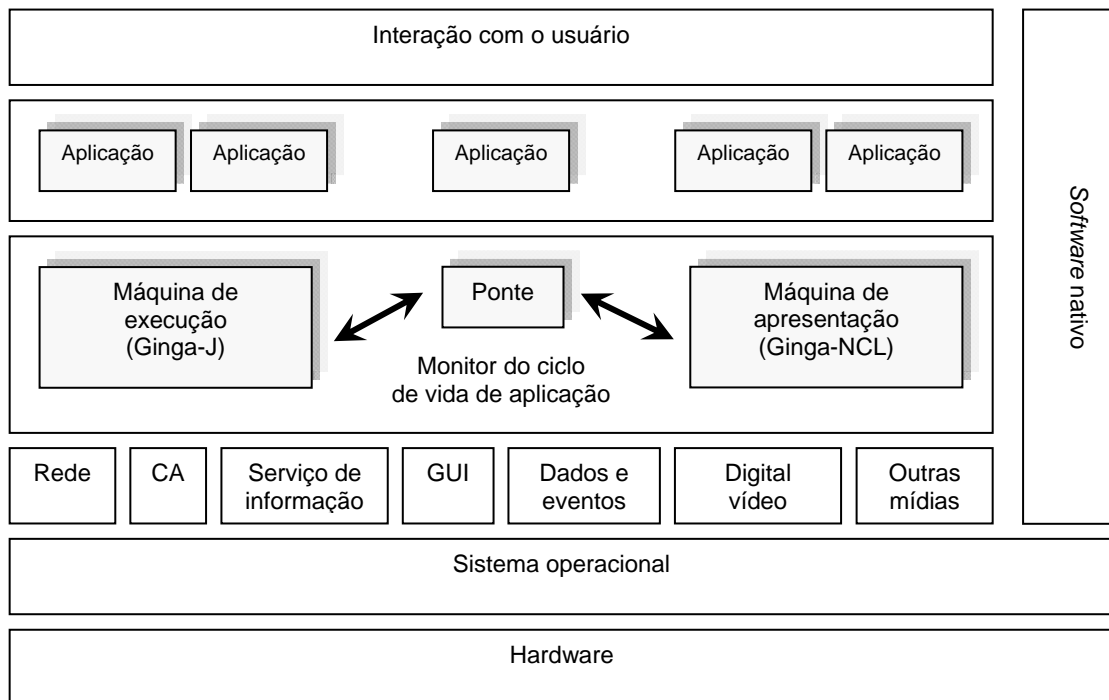 Interação com o usuário
Aplicação
Aplicação
Aplicação
Aplicação
Aplicação
Máquina de
execução
(Ginga-J)
Ponte
Máquina de
apresentação
(Ginga-NCL)
Monitor do ciclo
de vida de aplicação
Rede
CA
Serviço de
informação
GUI
Dados e
eventos
Digital
vídeo
Outras
mídias
Software nativo
Sistema operacional
Hardware